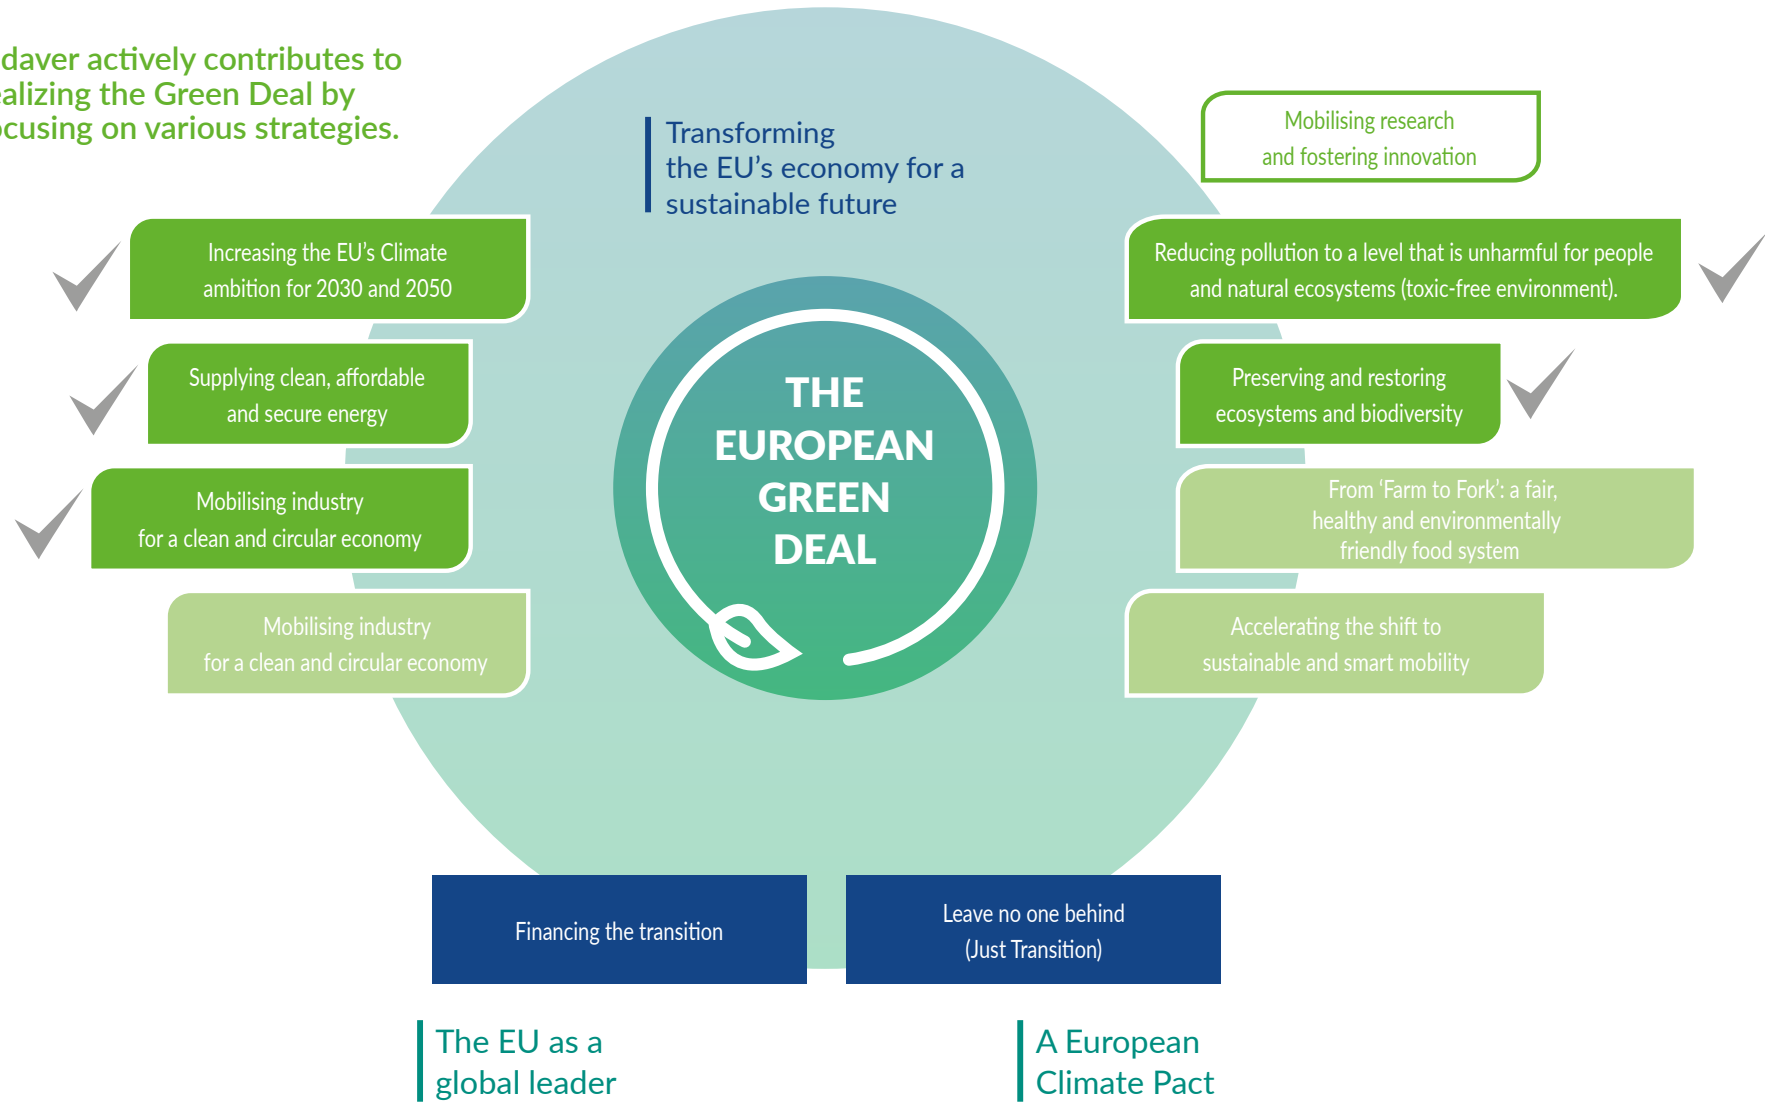 daver actively contributes to
alizing the Green Deal by
ocusing on various strategies.
Transforming
the EU's economy for a
sustainable future
Mobilising research
and fostering innovation
Increasing the EU's Climate
ambition for 2030 and 2050
Supplying clean, affordable
and secure energy
Mobilising industry
for a clean and circular economy
Mobilising industry
for a clean and circular economy
THE
EUROPEAN
GREEN
DEAL
Reducing pollution to a level that is unharmful for people
and natural ecosystems (toxic-free environment).
Preserving and restoring
ecosystems and biodiversity
From ‘Farm to Fork’: a fair,
healthy and environmentally
friendly food system
Accelerating the shift to
sustainable and smart mobility
Financing the transition
Leave no one behind
(Just Transition)
The EU as a
global leader
A European
Climate Pact